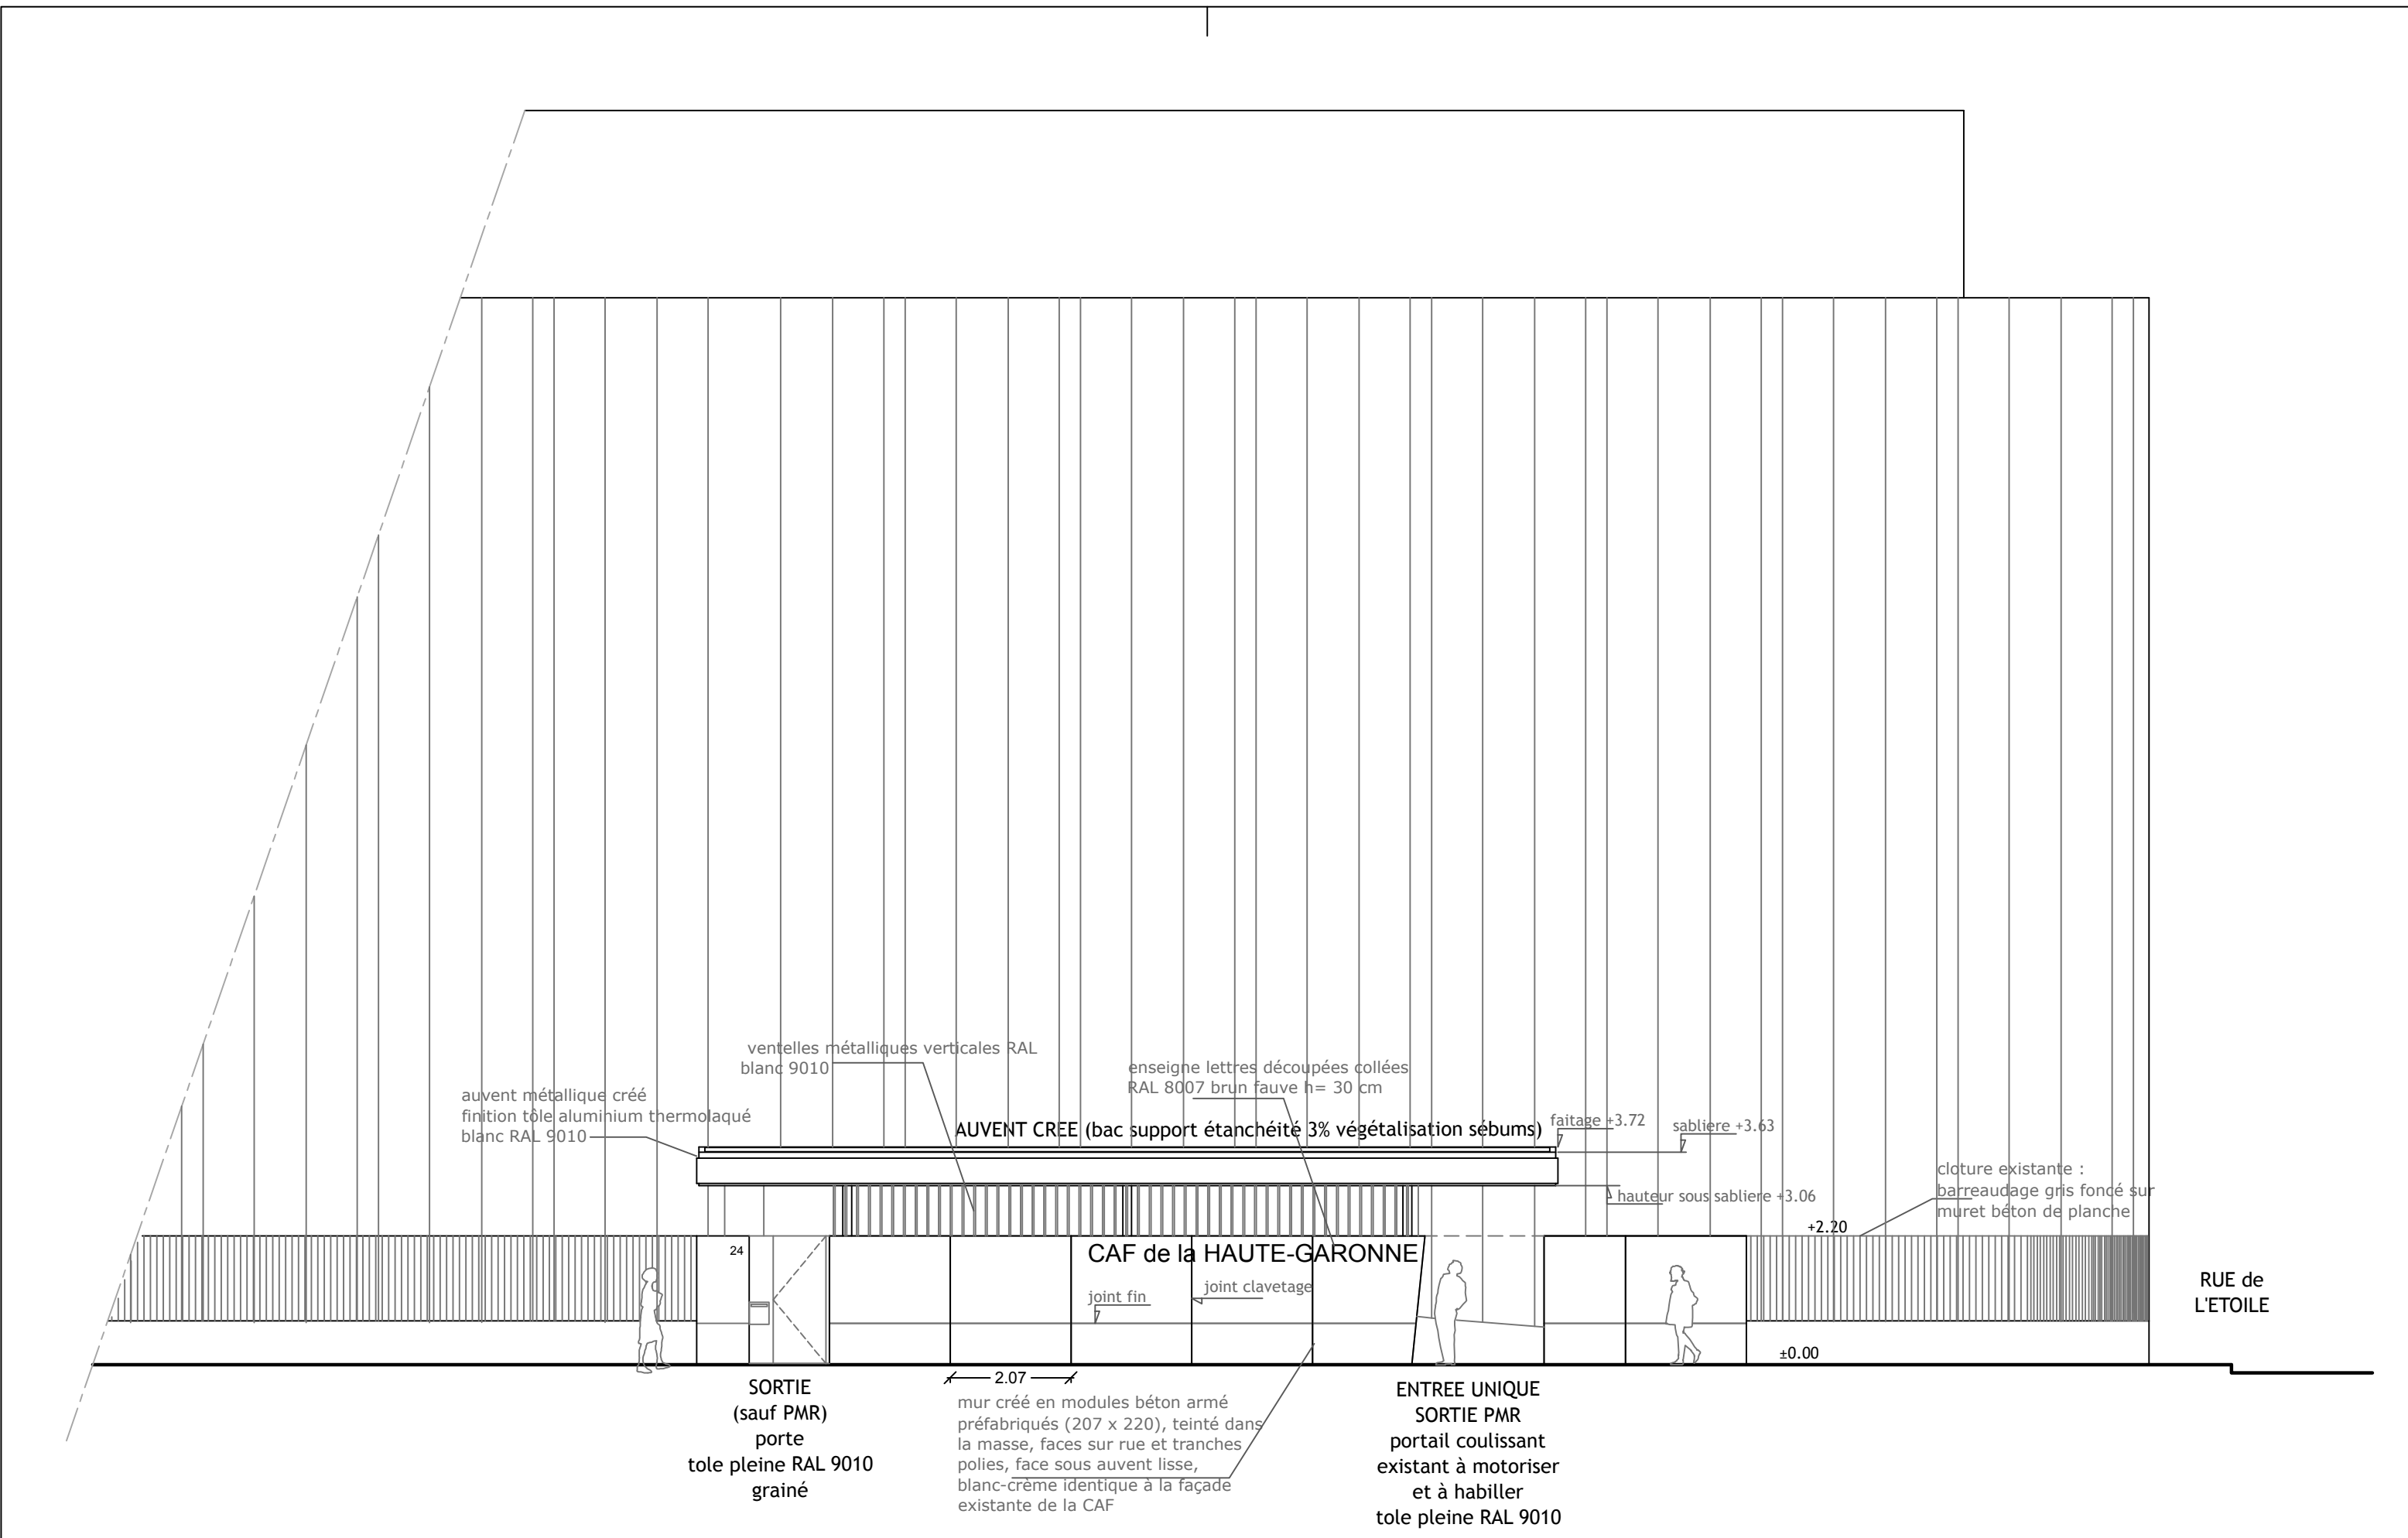 ventelles métalliques verticales RAL
blanc 9010
enseigne lettres découpées collées
RAL 8007 brun fauve h= 30 cm
auvent métallique créé
finition tôle aluminium thermolaqué
blanc RAL 9010
AUVENT CREE (bac support étanchéité 3% végétalisation sébums)
faitage +3.72
sabliere +3.63
cloture existante :
barreaudage gris foncé sur
muret béton de planche
hauteur sous sabliere +3.06
+2.20
24
CAF de la HAUTE-GARONNE
joint fin
joint clavetage
RUE de
L'ETOILE
±0.00
2.07
SORTIE
(sauf PMR)
porte
tole pleine RAL 9010
grainé
mur créé en modules béton armé
préfabriqués (207 x 220), teinté dans
la masse, faces sur rue et tranches
polies, face sous auvent lisse,
blanc-crème identique à la façade
existante de la CAF
ENTREE UNIQUE
SORTIE PMR
portail coulissant
existant à motoriser
et à habiller
tole pleine RAL 9010